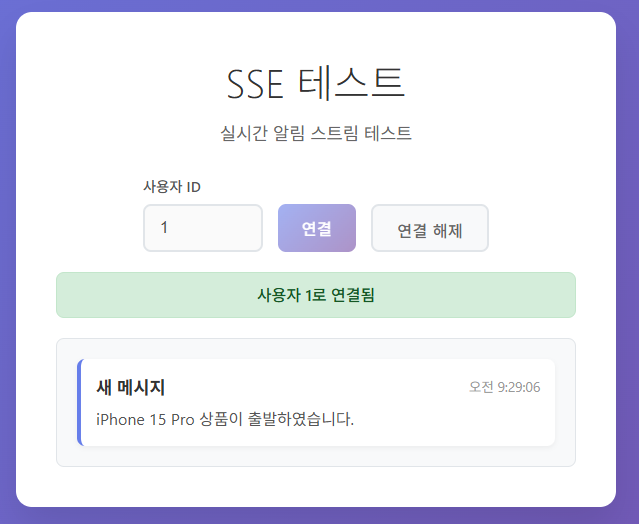 SSE 테스트
실시간 알림 스트림 테스트
사용자 ID
1 연결 연결 해제
사용자 1로 연결됨
새 메시지 오전 9:29:06
iPhone 15 Pro 상품이 출발하였습니다.